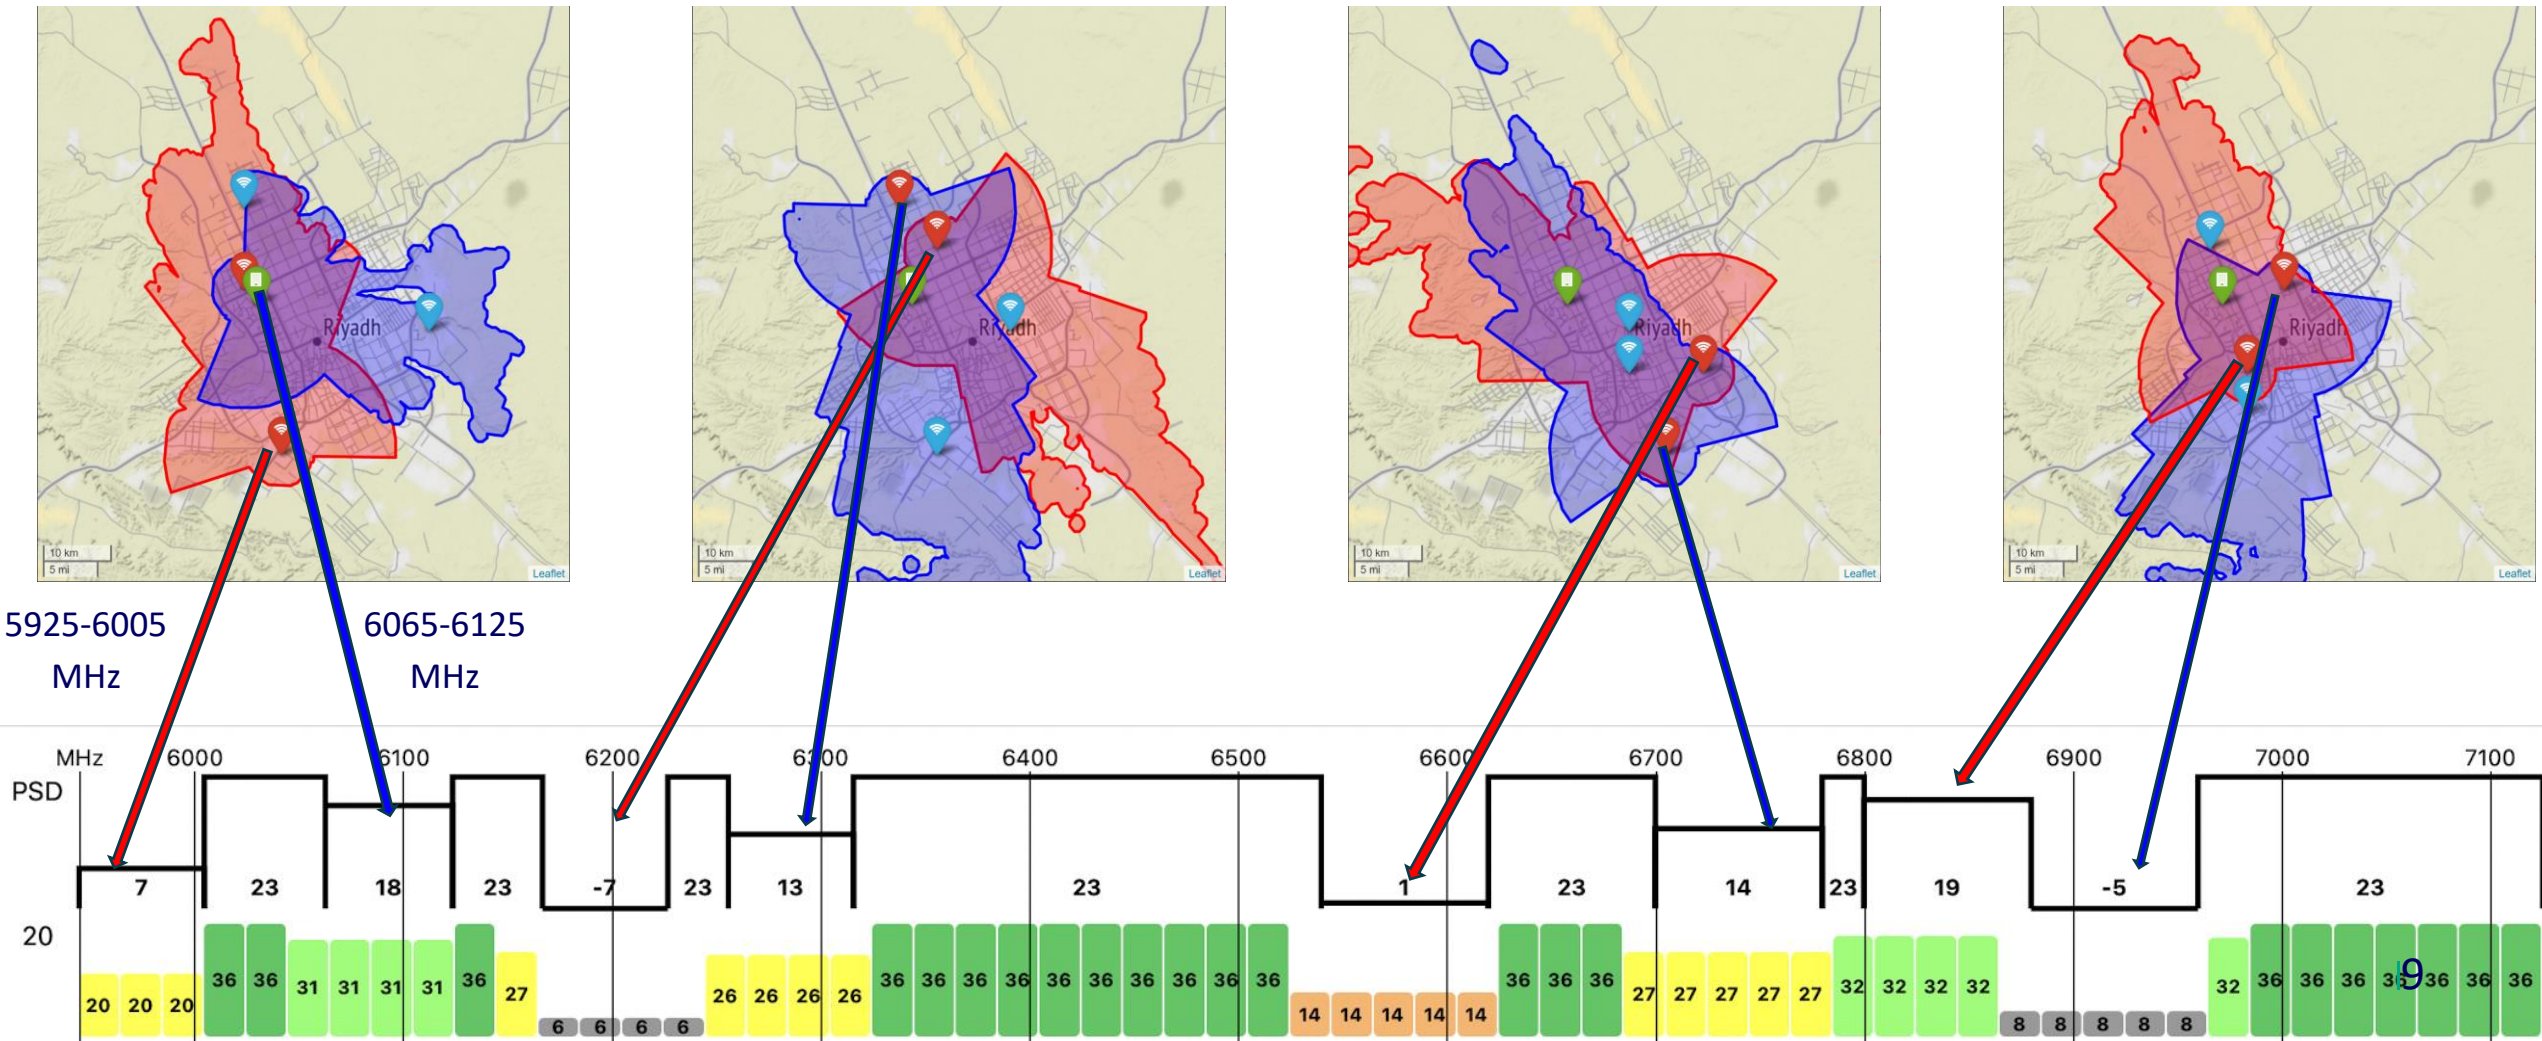 Riyadh
10 km
5 mi
Leaflet
Riyadh
10 km
5 mi
Leaflet
Riyadh
10 km
5 mi
Leaflet
Riyadh
10 km
5 mi
Leaflet
5925-6005
MHz
6065-6125
MHz
MHz 6000 6100 6200 6300 6400 6500 6600 6700 6800 6900 7000 7100
PSD
7 23 18 23 -7 23 13 23 1 23 14 23 19 -5 23
20
20 20 20 36 36 31 31 31 31 36 27 6 6 6 6 26 26 26 26 36 36 36 36 36 36 36 36 36 36 14 14 14 14 14 36 36 36 27 27 27 27 27 32 32 32 32 8 8 8 8 8 32 36 36 36 36 36 36 36
9